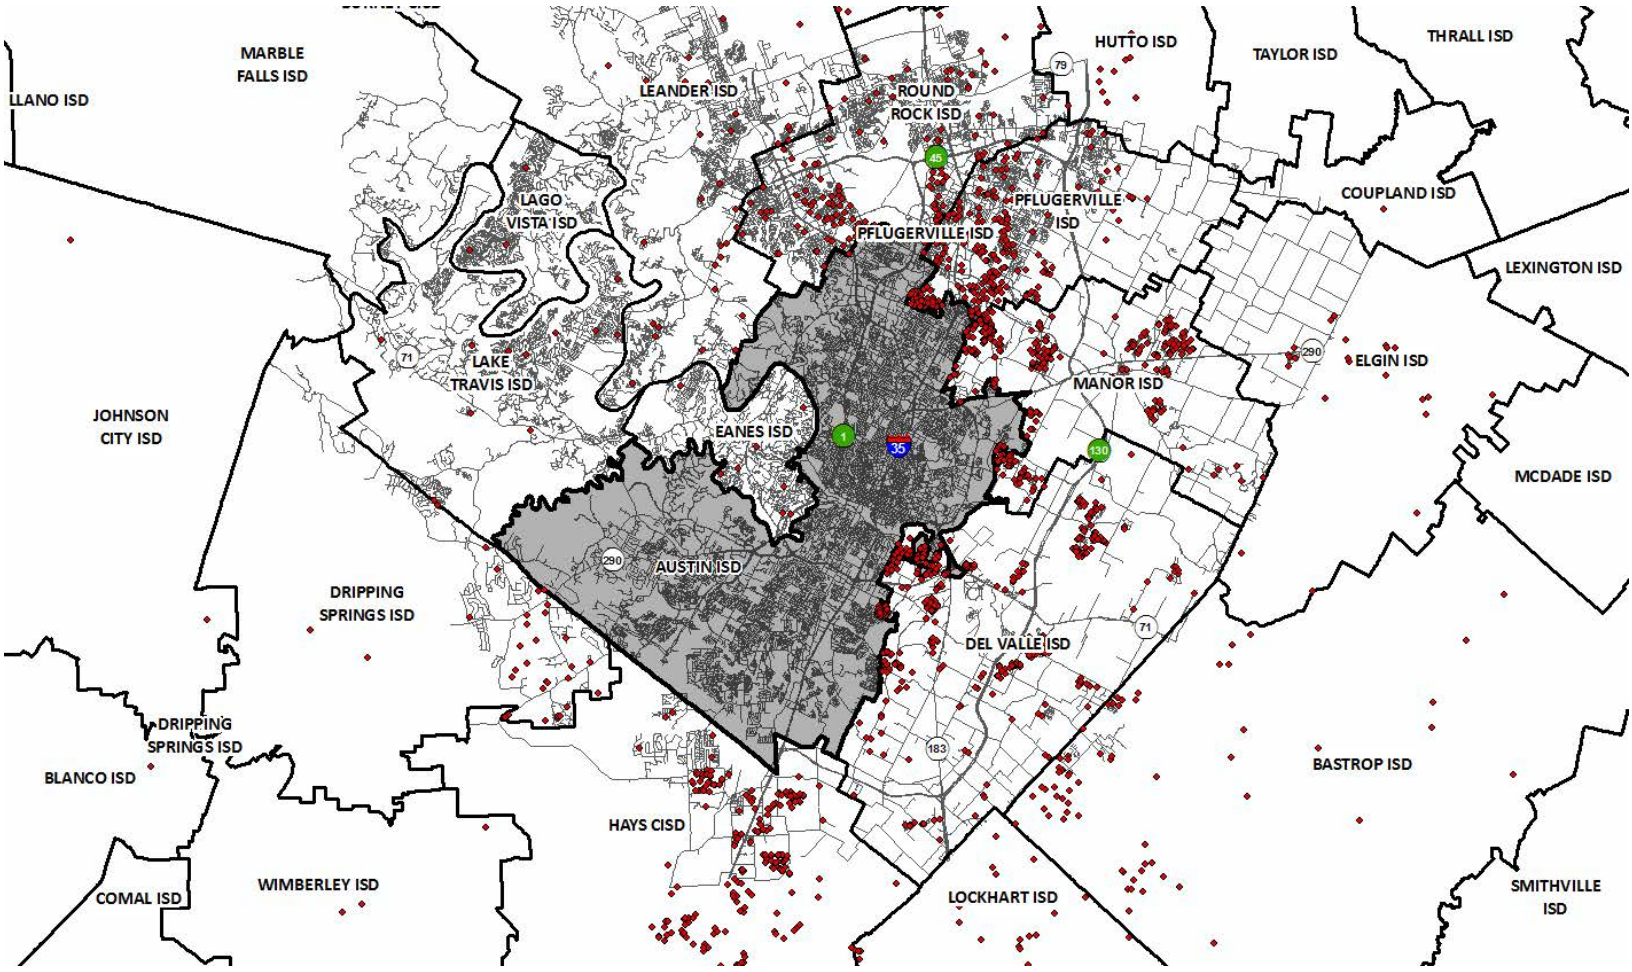 MARBLE
FALLS ISD
LLANO ISD
LEANDER ISD
ROUND
ROCK ISD
79
HUTTO ISD
TAYLOR ISD
THRALL ISD
45
LAGO
VISTA ISD
PFLUGERVILLE
ISD
PFLUGERVILLE ISD
COUPLAND ISD
LEXINGTON ISD
71
LAKE
TRAVIS ISD
290
ELGIN ISD
MANOR ISD
JOHNSON
CITY ISD
EANES ISD
1
35
130
MCDADE ISD
290
AUSTIN ISD
DRIPPING
SPRINGS ISD
71
DEL VALLE ISD
DRIPPING
SPRINGS ISD
183
BLANCO ISD
BASTROP ISD
HAYS CISD
COMAL ISD
WIMBERLEY ISD
LOCKHART ISD
SMITHVILLE
ISD